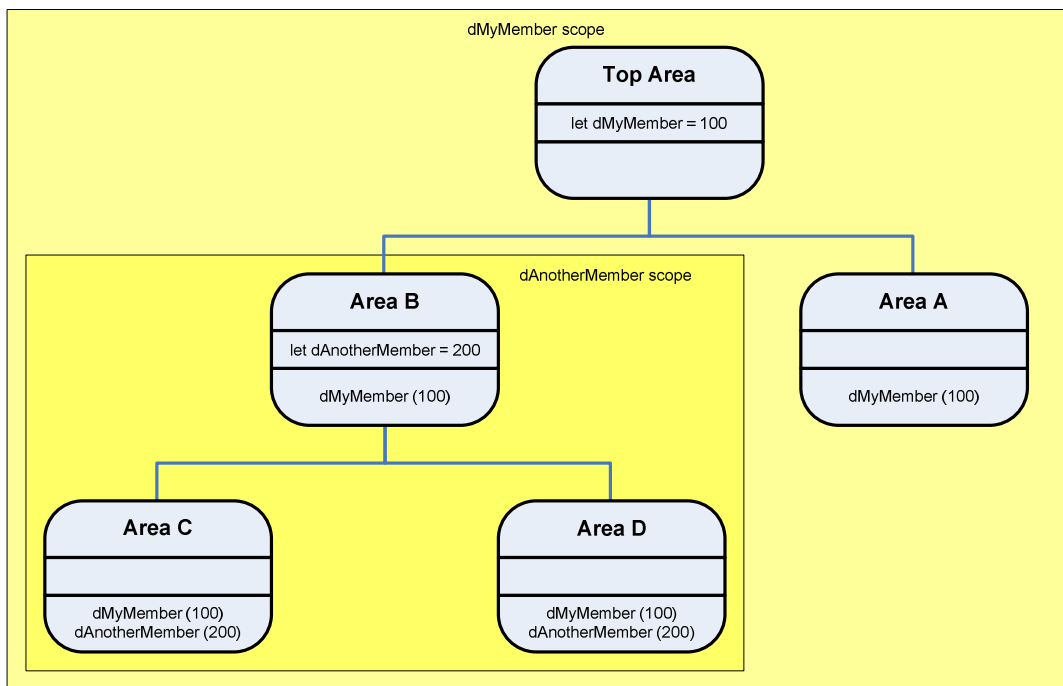 dMyMember scope
Top Area
let dMyMember = 100
dAnotherMember scope
Area B
let dAnotherMember = 200
dMyMember (100)
Area A
dMyMember (100)
Area C
dMyMember (100)
dAnotherMember (200)
Area D
dMyMember (100)
dAnotherMember (200)